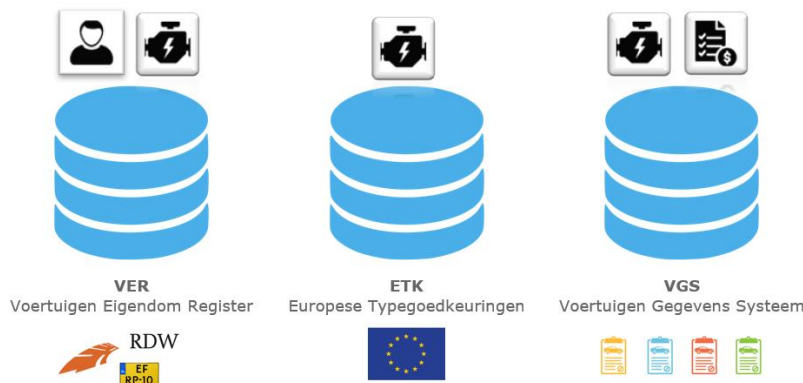 VER
Voertuigen Eigendom Register
RDW
EF
RP-10
ETK
Europese Typegoedkeuringen
VGS
Voertuigen Gegevens Systeem
$